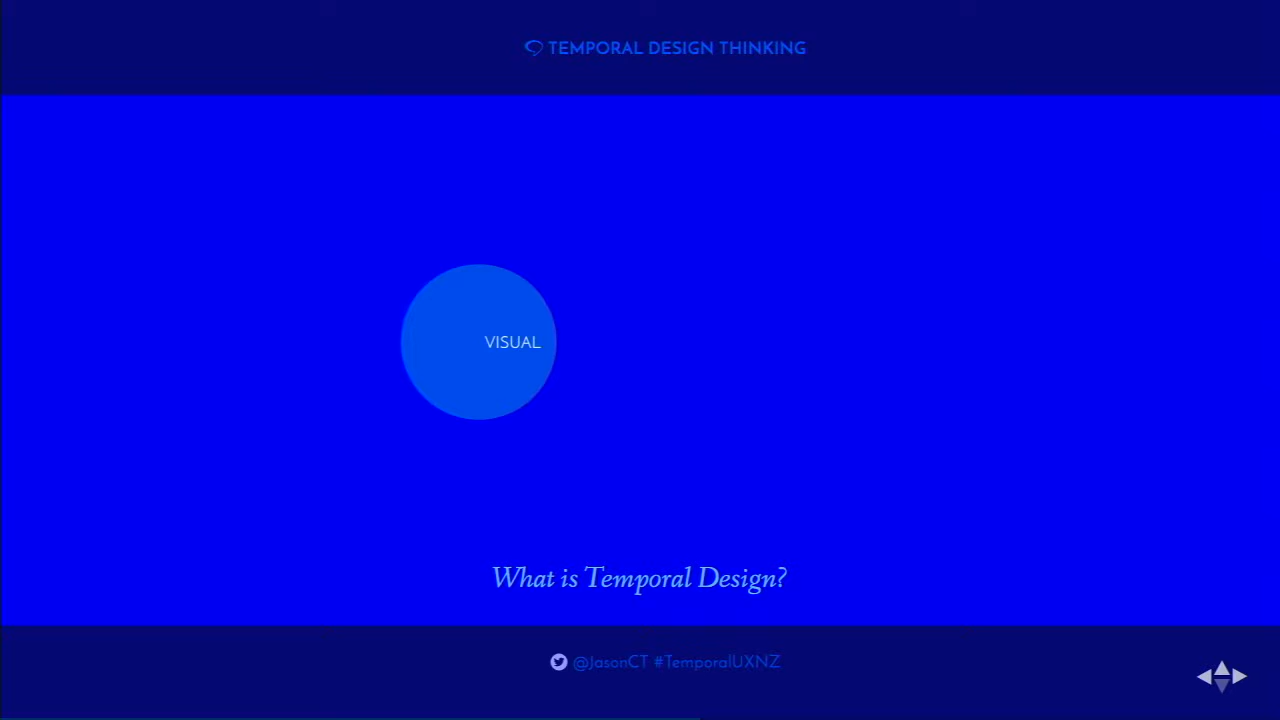 TEMPORAL DESIGN THINKING
VISUAL
What is Temporal Design?
@JasonCT #TemporalUXNZ